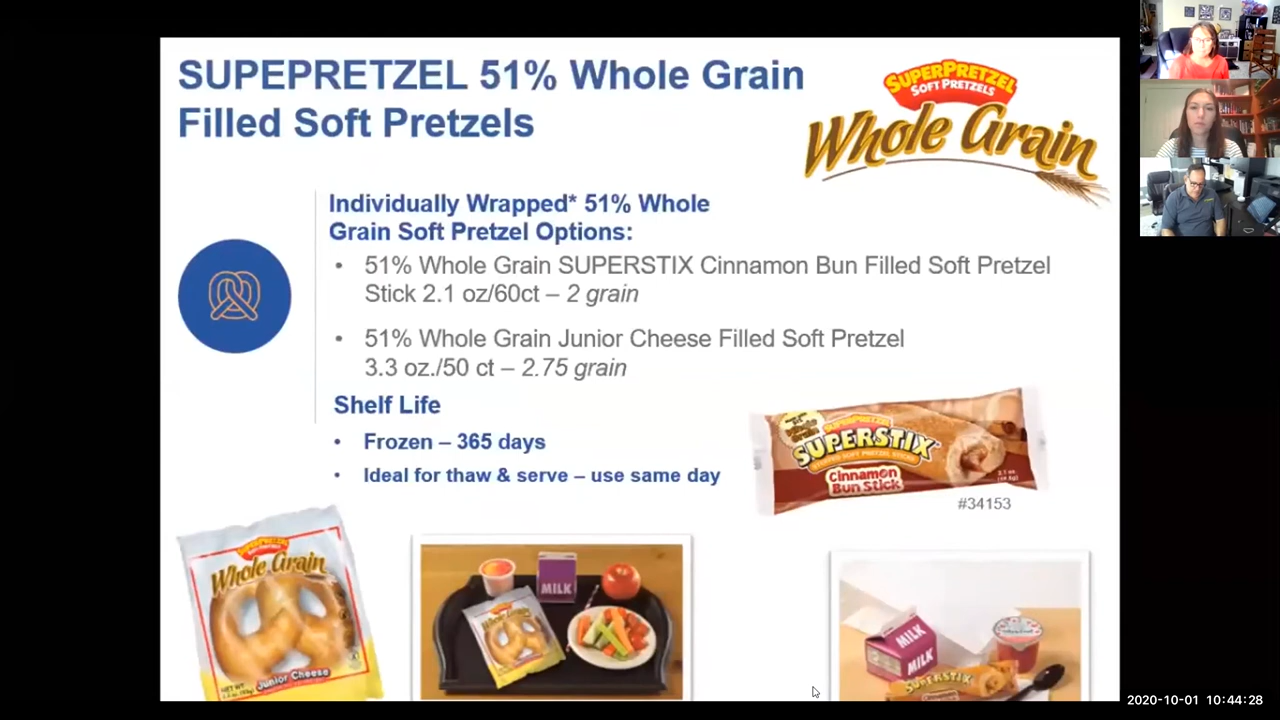 SUPEPRETZEL 51% Whole Grain
Filled Soft Pretzels
SUPERPRETZEL
SOFT PRETZELS
Whole Grain
Individually Wrapped* 51% Whole
Grain Soft Pretzel Options:
• 51% Whole Grain SUPERSTIX Cinnamon Bun Filled Soft Pretzel
Stick 2.1 oz/60ct – 2 grain
• 51% Whole Grain Junior Cheese Filled Soft Pretzel
3.3 oz./50 ct – 2.75 grain
Shelf Life
• Frozen – 365 days
• Ideal for thaw & serve – use same day
SUPERPRETZEL
SUPERSTIX
Cinnamon
Bun Stick
#34153
Whole Grain
Junior Cheese
MILK
MILK
MILK
SUPERSTIX
2020-10-01 10:44:28